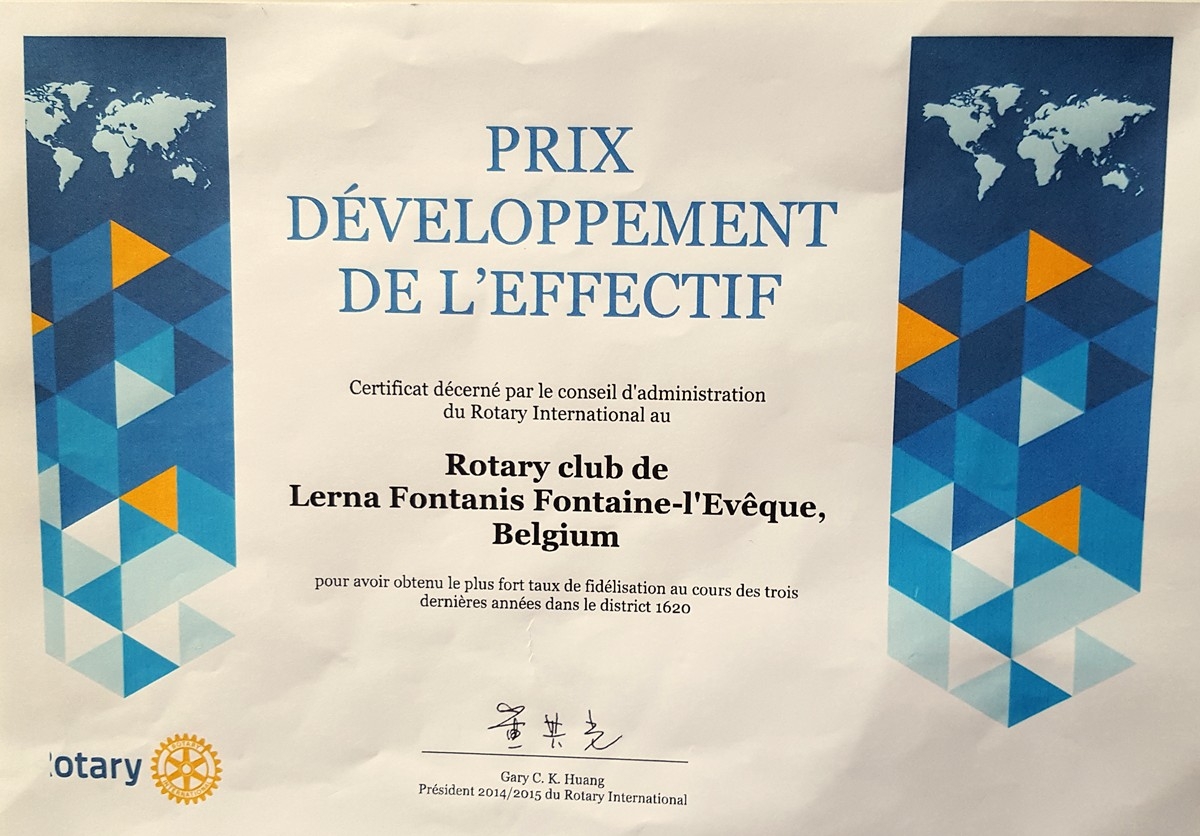 PRIX
DÉVELOPPEMENT
DE L'EFFECTIF
Certificat décerné par le conseil d'administration
du Rotary International au
Rotary club de
Lerna Fontanis Fontaine-l'Evêque,
Belgium
pour avoir obtenu le plus fort taux de fidélisation au cours des trois
dernières années dans le district 1620
Gary C. K. Huang
Président 2014/2015 du Rotary International
otary
ROTARY
INTERNATIONAL